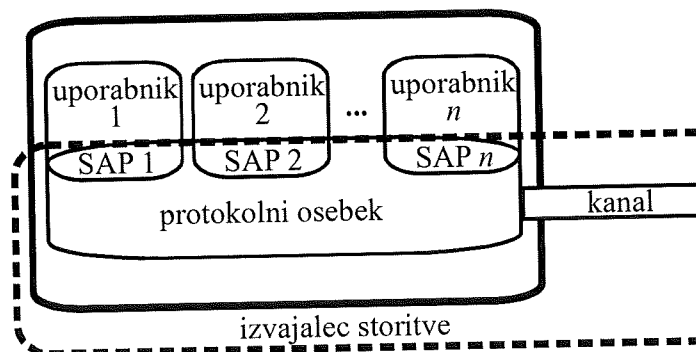 uporabnik 1
uporabnik 2
...
uporabnik n
SAP 1
SAP 2
SAP n
protokolni osebek
kanal
izvajalec storitve